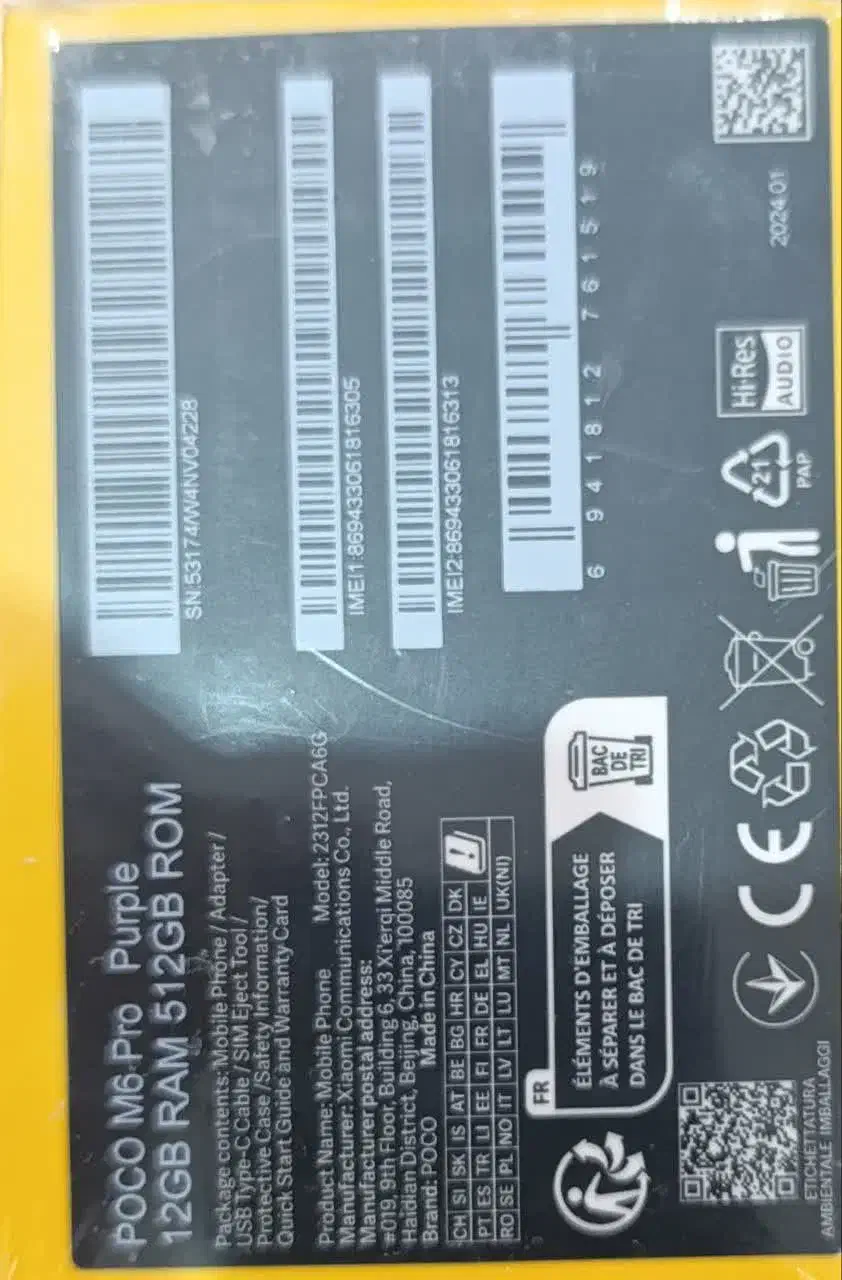 POCO M6 Pro Purple
12GB RAM 512GB ROM
Package contents: Mobile Phone / Adapter /
USB Type-C Cable / SIM Eject Tool /
Protective Case / Safety Information /
Quick Start Guide and Warranty Card
Product Name: Mobile Phone Model: 2312FPCA6G
Manufacturer: Xiaomi Communications Co., Ltd.
Manufacturer postal address:
#019, 9th Floor, Building 6, 33 Xi'erqi Middle Road,
Haidian District, Beijing, China, 100085
Brand: POCO Made in China
CH SI SK IS AT BE BG HR CY CZ DK
PT ES TR LI EE FI FR DE EL HU IE
RO SE PL NO IT LV LT LU MT NL UK(NI)
SN:53174/W4NV04228
IMEI1:869433061816305
IMEI2:869433061816313
6 941812 761519
FR
ÉLÉMENTS D'EMBALLAGE
À SÉPARER ET À DÉPOSER
DANS LE BAC DE TRI
BAC
DE
TRI
ETICHETTATURA
AMBIENTALE IMBALLAGGI
CE
21
PAP
Hi-Res
AUDIO
2024.01